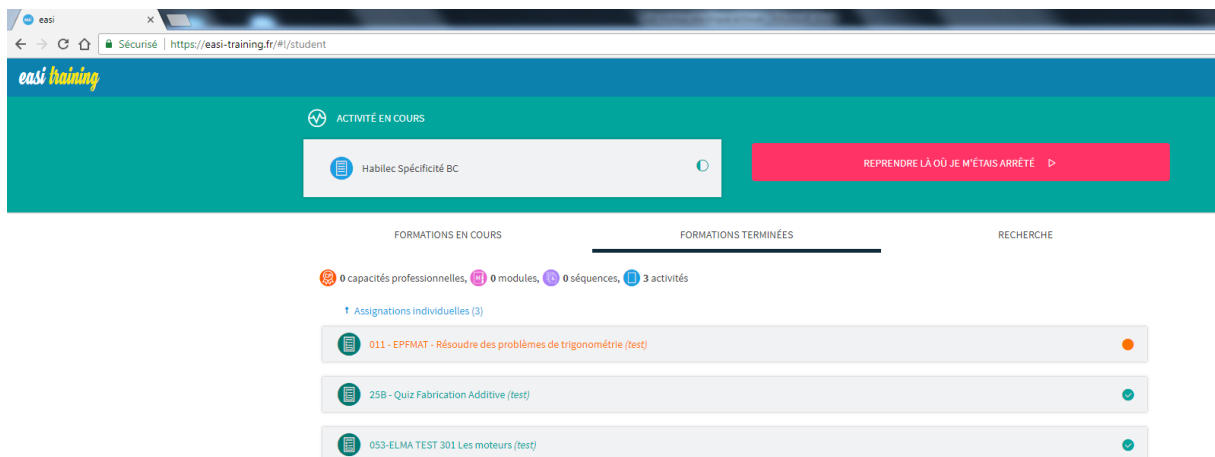 easi
Sécurisé | https://easi-training.fr/#!/student
easi training
ACTIVITÉ EN COURS
Habilec Spécificité BC
REPRENDRE LÀ OÙ JE M'ÉTAIS ARRÊTÉ
FORMATIONS EN COURS FORMATIONS TERMINÉES RECHERCHE
0 capacités professionnelles, 0 modules, 0 séquences, 3 activités
Assignations individuelles (3)
011 - EPFMAT - Résoudre des problèmes de trigonométrie (test)
25B - Quiz Fabrication Additive (test)
053-ELMA TEST 301 Les moteurs (test)